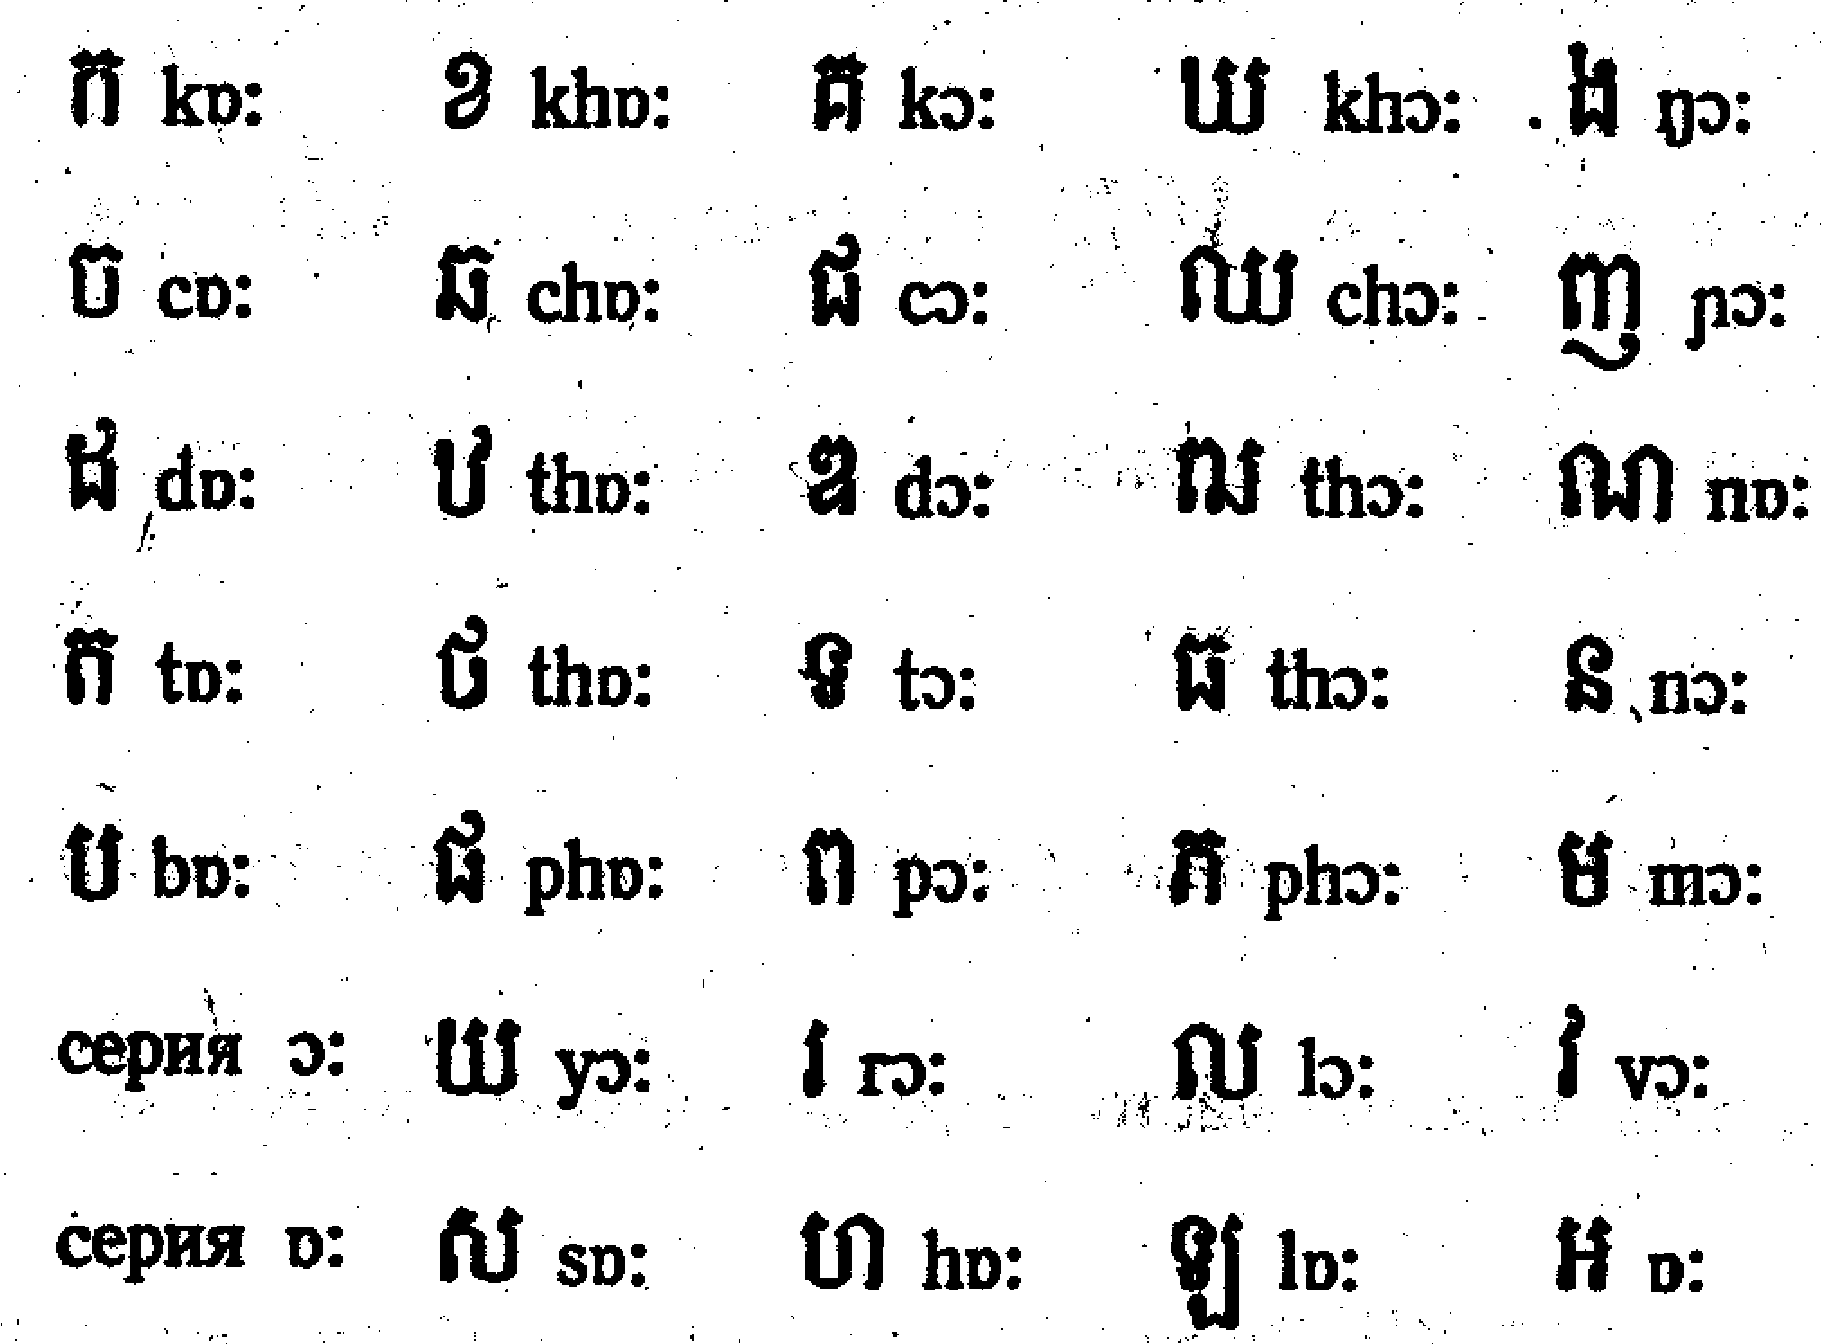 ក kɒ: ខ khɒ: គ kɔ: ឃ khɔ: ង ŋɔ:
ច cɒ: ឆ chɒ: ជ cɔ: ឈ chɔ: ញ ɲɔ:
ដ dɒ: ឋ thɒ: ឌ dɔ: ឍ thɔ: ណ nɒ:
ត tɒ: ថ thɒ: ទ tɔ: ធ thɔ: ន nɔ:
ប bɒ: ផ phɒ: ព pɔ: ភ phɔ: ម mɔ:
серия ɔ: យ yɔ: រ rɔ: ល lɔ: វ vɔ:
серия ɒ: ស sɒ: ហ hɒ: ឡ lɒ: អ ɒ: